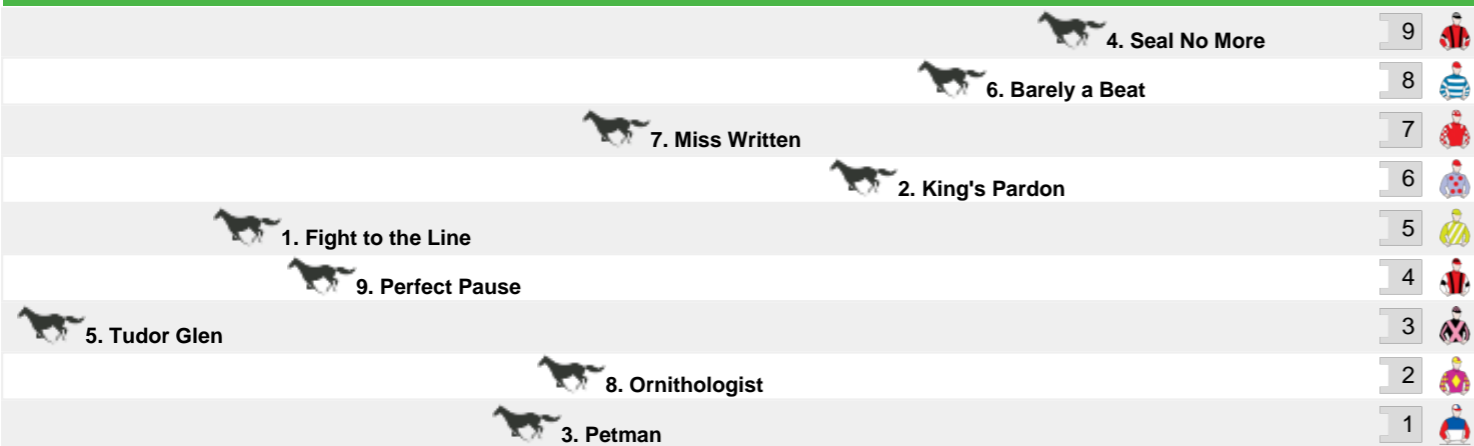 4. Seal No More 9
6. Barely a Beat 8
7. Miss Written 7
2. King's Pardon 6
1. Fight to the Line 5
9. Perfect Pause 4
5. Tudor Glen 3
8. Ornithologist 2
3. Petman 1